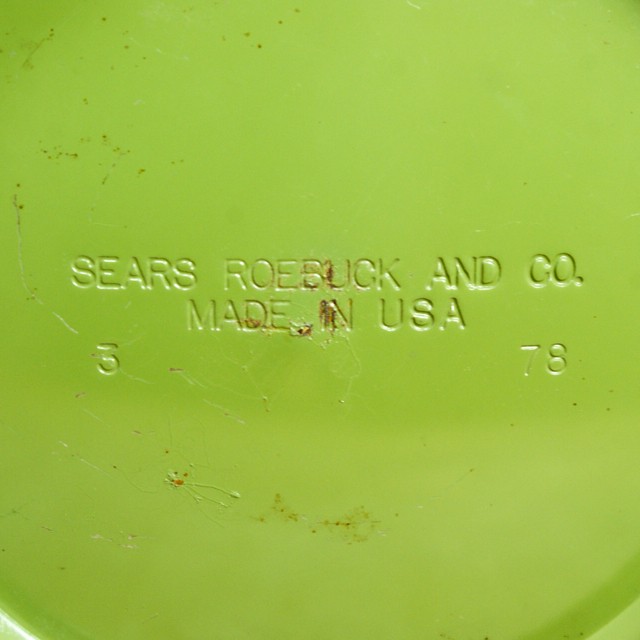 SEARS ROEBUCK AND CO.
MADE IN USA
3 78